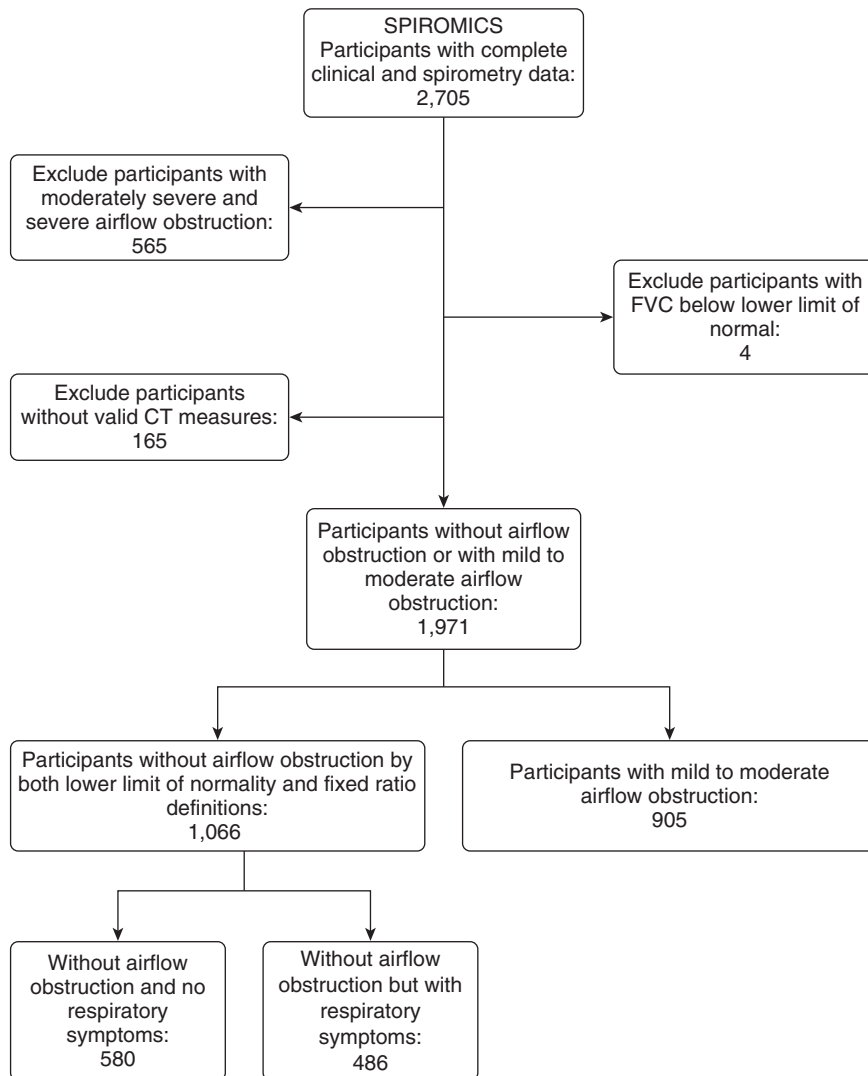 SPIROMICS
Participants with complete
clinical and spirometry data:
2,705
Exclude participants with
moderately severe and
severe airflow obstruction:
565
Exclude participants with
FVC below lower limit of
normal:
4
Exclude participants
without valid CT measures:
165
Participants without airflow
obstruction or with mild to
moderate airflow
obstruction:
1,971
Participants without airflow obstruction by
both lower limit of normality and fixed ratio
definitions:
1,066
Participants with mild to moderate
airflow obstruction:
905
Without airflow
obstruction and no
respiratory
symptoms:
580
Without airflow
obstruction but with
respiratory
symptoms:
486